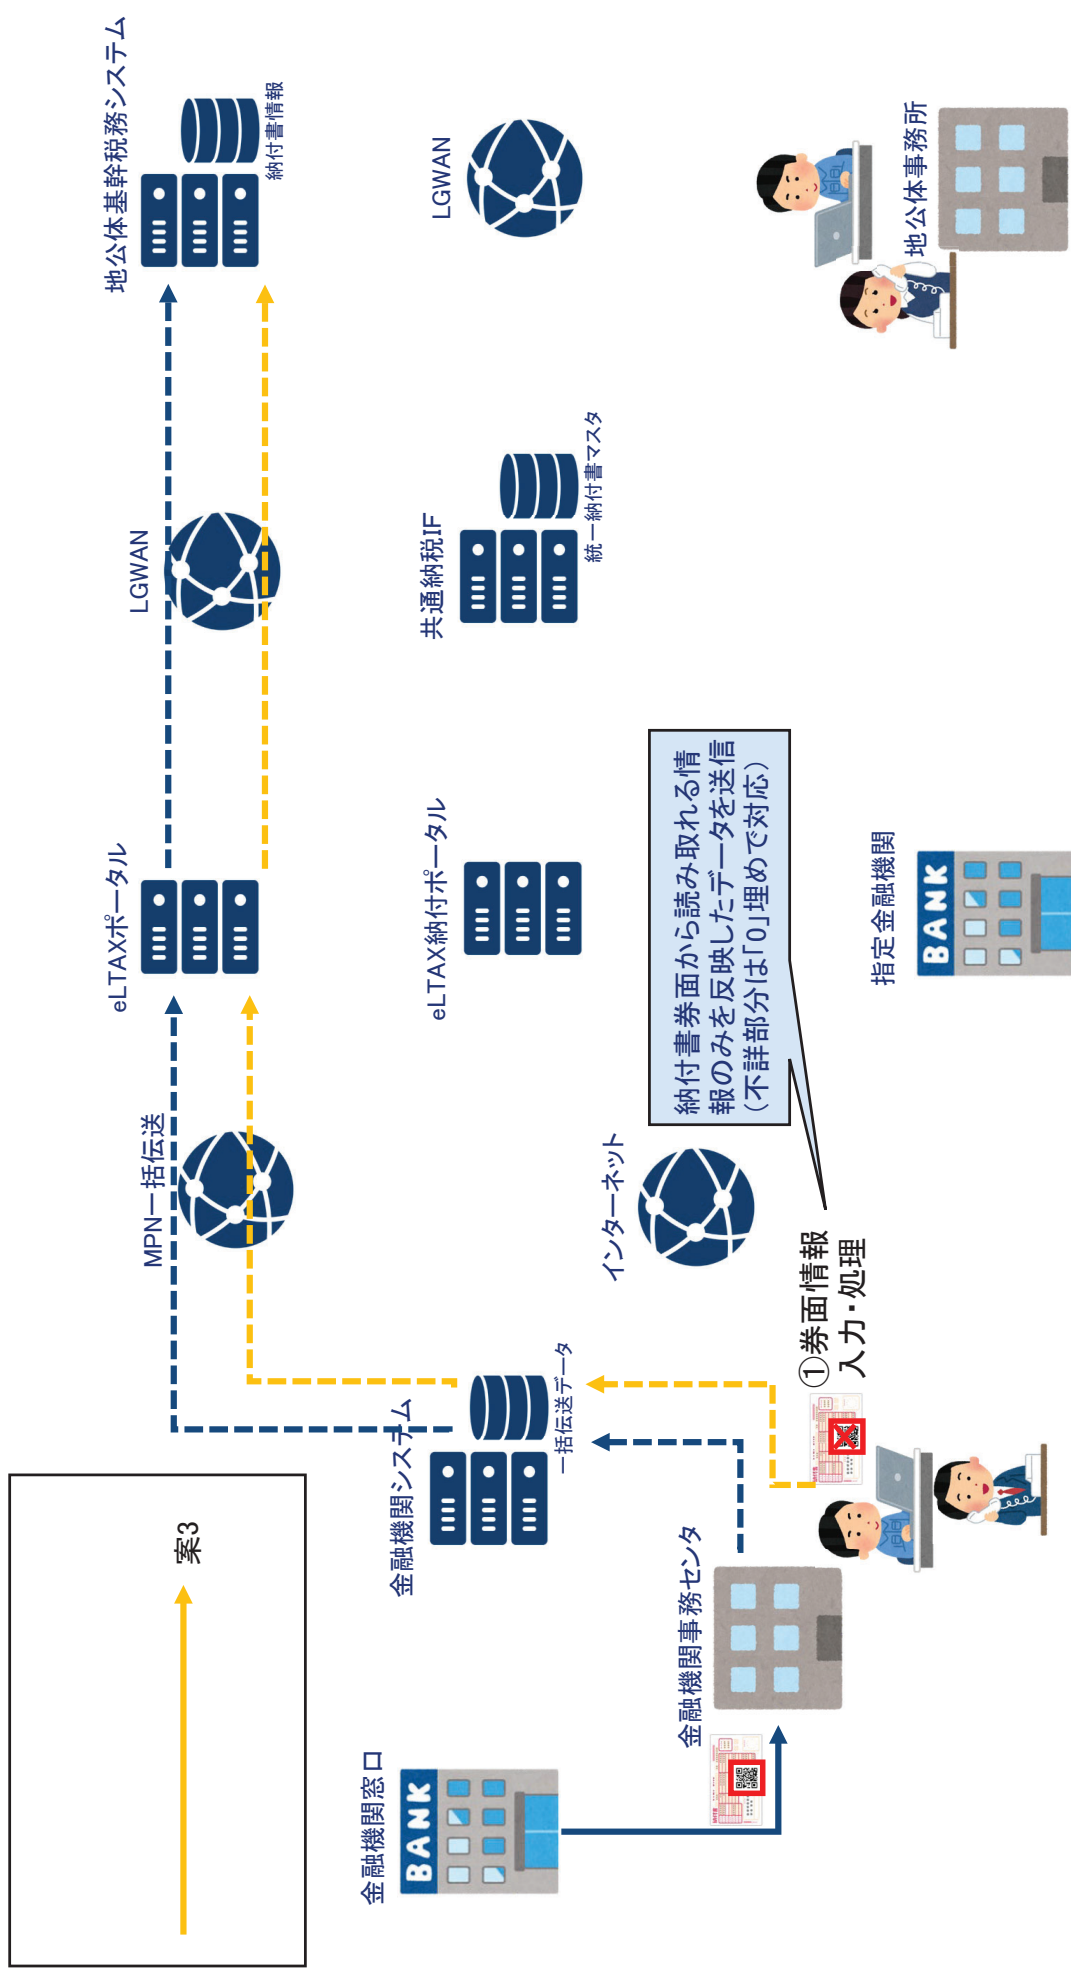 案3
金融機関窓口
BANK
金融機関システム
一括伝送データ
金融機関事務センタ
①券面情報
入力・処理
MPN一括伝送
インターネット
納付書券面から読み取れる情
報のみを反映したデータを送信
(不詳部分は「0」埋めで対応)
eLTAXポータル
eLTAX納付ポータル
指定金融機関
BANK
LGWAN
共通納税IF
統一納付書マスタ
地公体基幹税務システム
納付書情報
LGWAN
地公体事務所